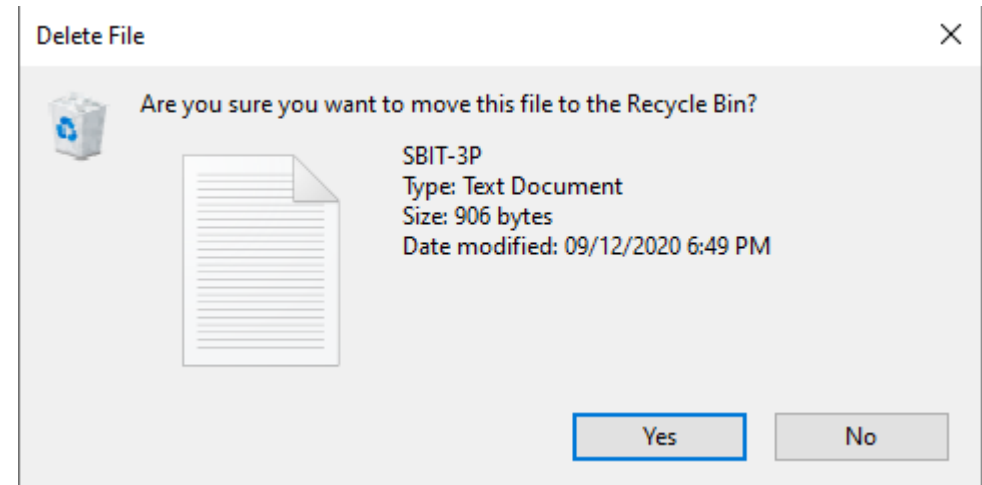 Delete File
Are you sure you want to move this file to the Recycle Bin?
SBIT-3P
Type: Text Document
Size: 906 bytes
Date modified: 09/12/2020 6:49 PM
Yes
No